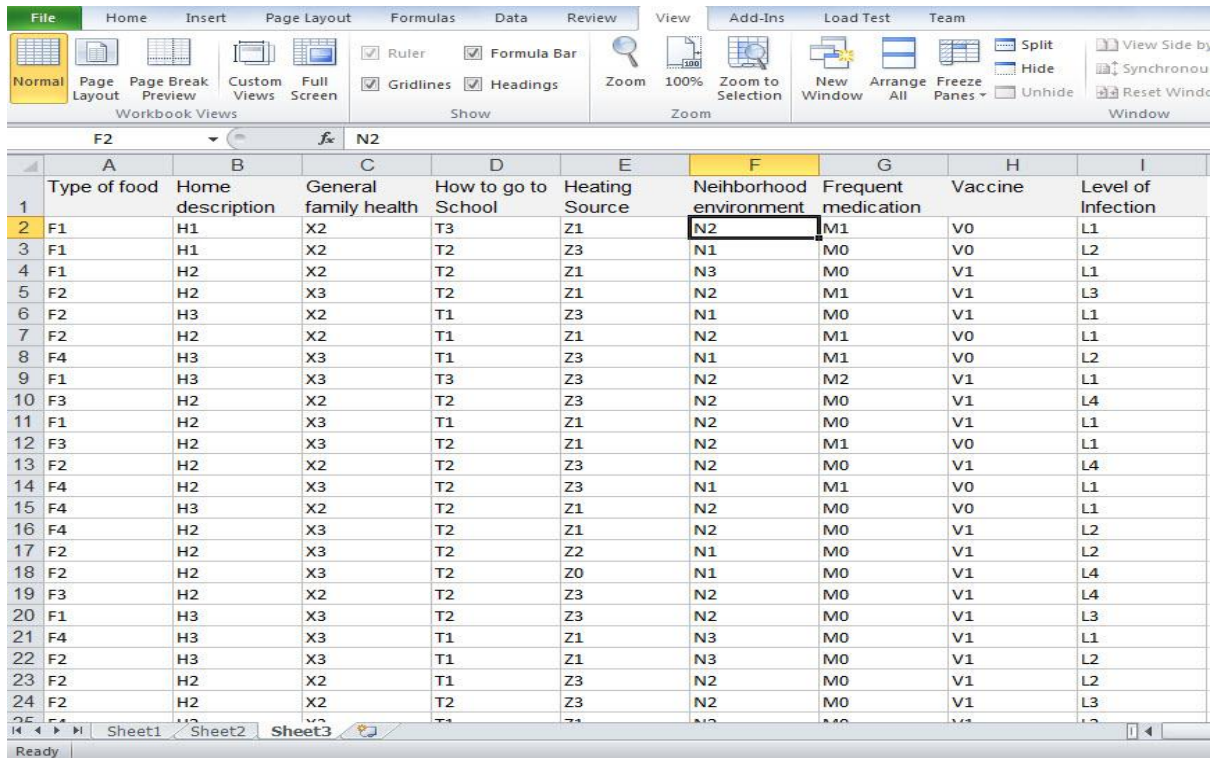 File Home Insert Page Layout Formulas Data Review View Add-Ins Load Test Team
Normal Page Layout Page Break Preview Custom Views Full Screen
Workbook Views
Ruler Formula Bar
Gridlines Headings
Show
Zoom 100% Zoom to Selection
Zoom
New Window Arrange All Freeze Panes Split Hide Unhide
View Side by
Synchronou
Reset Windo
Window
F2 fx N2
A B C D E F G H I
1 Type of food Home description General family health How to go to School Heating Source Neihborhood environment Frequent medication Vaccine Level of Infection
2 F1 H1 X2 T3 Z1 N2 M1 V0 L1
3 F1 H1 X2 T2 Z3 N1 M0 V0 L2
4 F1 H2 X2 T2 Z1 N3 M0 V1 L1
5 F2 H2 X3 T2 Z1 N2 M1 V1 L3
6 F2 H3 X2 T1 Z3 N1 M0 V1 L1
7 F2 H2 X2 T1 Z1 N2 M1 V0 L1
8 F4 H3 X3 T1 Z3 N1 M1 V0 L2
9 F1 H3 X3 T3 Z3 N2 M2 V1 L1
10 F3 H2 X2 T2 Z3 N2 M0 V1 L4
11 F1 H2 X3 T1 Z1 N2 M0 V1 L1
12 F3 H2 X3 T2 Z1 N2 M1 V0 L1
13 F2 H2 X2 T2 Z3 N2 M0 V1 L4
14 F4 H2 X3 T2 Z3 N1 M1 V0 L1
15 F4 H3 X3 T2 Z1 N2 M0 V0 L1
16 F4 H2 X3 T2 Z1 N2 M0 V1 L2
17 F2 H2 X3 T2 Z2 N1 M0 V1 L2
18 F2 H2 X3 T2 Z0 N1 M0 V1 L4
19 F3 H2 X3 T2 Z3 N2 M0 V1 L4
20 F1 H3 X3 T2 Z3 N2 M0 V1 L3
21 F4 H3 X3 T1 Z1 N3 M0 V1 L1
22 F2 H3 X3 T1 Z1 N3 M0 V1 L2
23 F2 H2 X2 T1 Z3 N2 M0 V1 L2
24 F2 H2 X2 T2 Z3 N2 M0 V1 L3
Sheet1 Sheet2 Sheet3
Ready